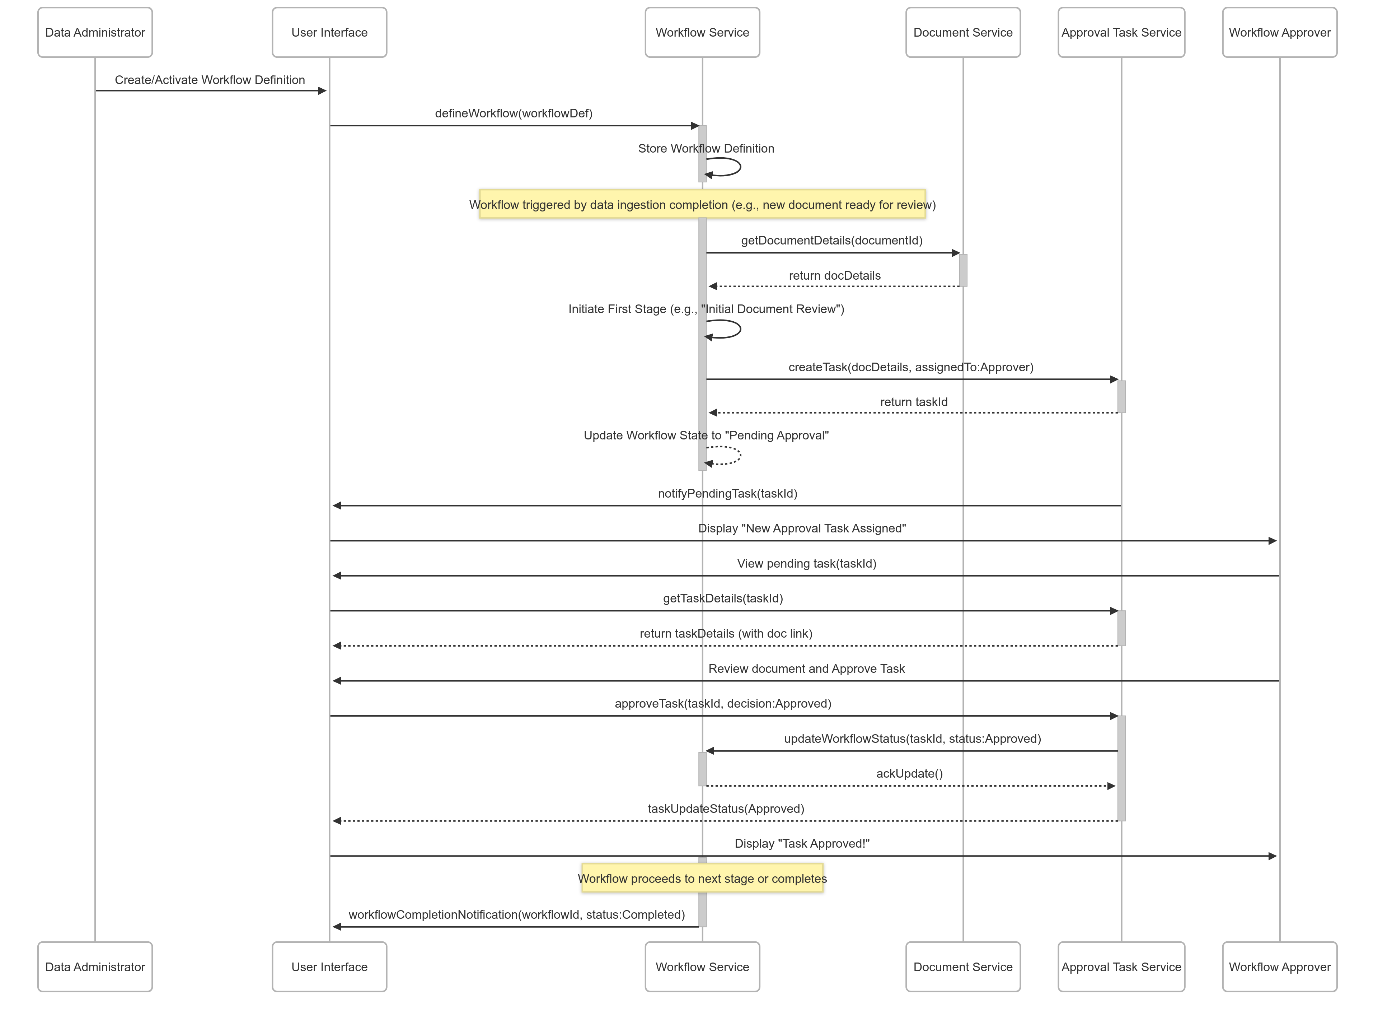 Data Administrator
User Interface
Workflow Service
Document Service
Approval Task Service
Workflow Approver
Create/Activate Workflow Definition
defineWorkflow(workflowDef)
Store Workflow Definition
Workflow triggered by data ingestion completion (e.g., new document ready for review)
getDocumentDetails(documentId)
return docDetails
Initiate First Stage (e.g., "Initial Document Review")
createTask(docDetails, assignedTo:Approver)
return taskId
Update Workflow State to "Pending Approval"
notifyPendingTask(taskId)
Display "New Approval Task Assigned"
View pending task(taskId)
getTaskDetails(taskId)
return taskDetails (with doc link)
Review document and Approve Task
approveTask(taskId, decision:Approved)
updateWorkflowStatus(taskId, status:Approved)
ackUpdate()
taskUpdateStatus(Approved)
Display "Task Approved!"
Workflow proceeds to next stage or completes
workflowCompletionNotification(workflowId, status:Completed)
Data Administrator
User Interface
Workflow Service
Document Service
Approval Task Service
Workflow Approver